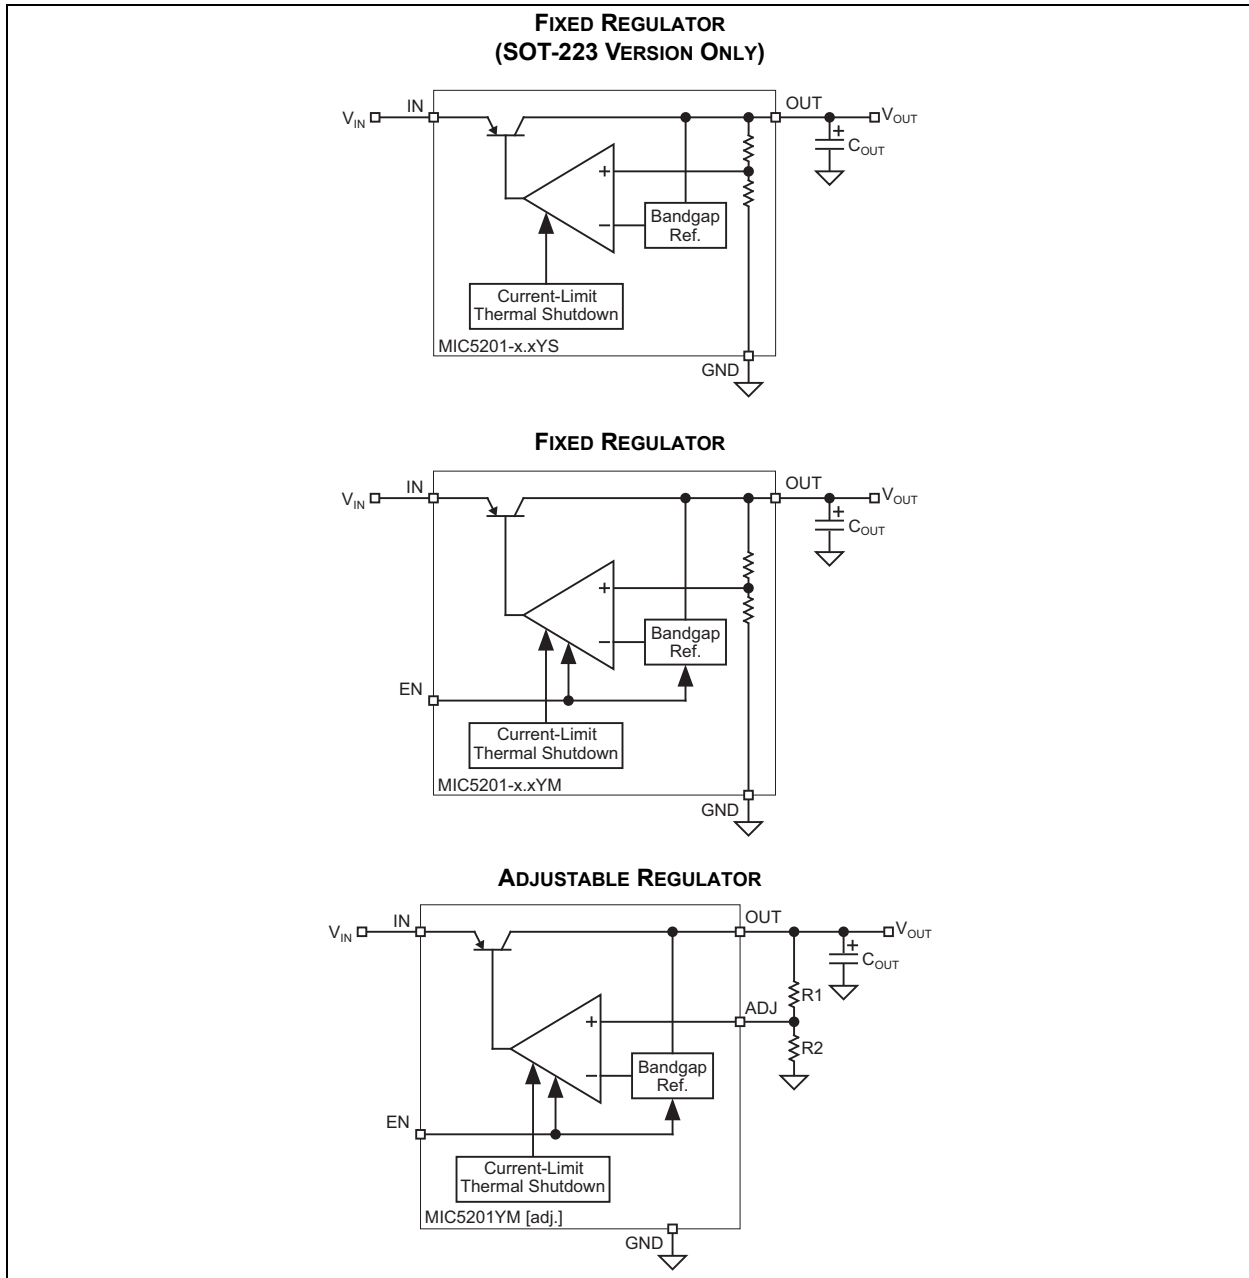 FIXED REGULATOR
(SOT-223 VERSION ONLY)
IN
OUT
VIN
VOUT
+
COUT
+
−
Bandgap
Ref.
Current-Limit
Thermal Shutdown
MIC5201-x.xYS
GND
FIXED REGULATOR
IN
OUT
VIN
VOUT
+
COUT
+
−
Bandgap
Ref.
EN
Current-Limit
Thermal Shutdown
MIC5201-x.xYM
GND
ADJUSTABLE REGULATOR
IN
OUT
VIN
VOUT
+
COUT
R1
ADJ
+
R2
−
Bandgap
Ref.
EN
Current-Limit
Thermal Shutdown
MIC5201YM [adj.]
GND